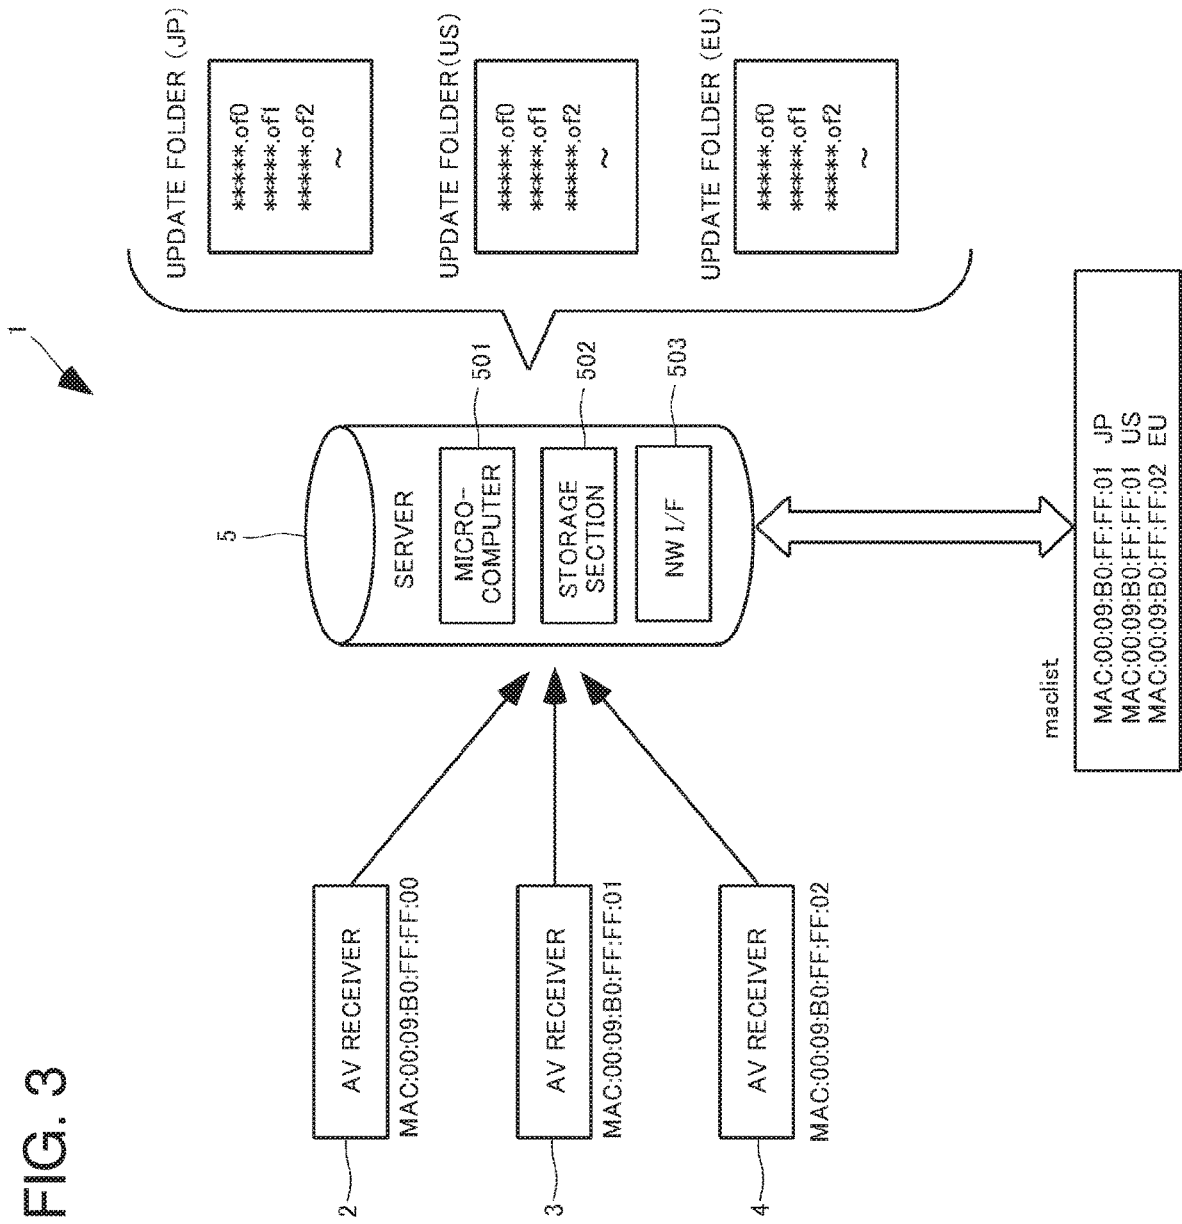 FIG. 3
1
2
AV RECEIVER
MAC:00:09:B0:FF:FF:00
3
AV RECEIVER
MAC:00:09:B0:FF:FF:01
4
AV RECEIVER
MAC:00:09:B0:FF:FF:02
5
SERVER
MICRO-
COMPUTER
501
STORAGE
SECTION
502
NW I/F
503
UPDATE FOLDER (JP)
*****.of0
*****.of1
*****.of2
~
UPDATE FOLDER(US)
*****.of0
*****.of1
*****.of2
~
UPDATE FOLDER (EU)
*****.of0
*****.of1
*****.of2
~
maclist
MAC:00:09:B0:FF:FF:01 JP
MAC:00:09:B0:FF:FF:01 US
MAC:00:09:B0:FF:FF:02 EU